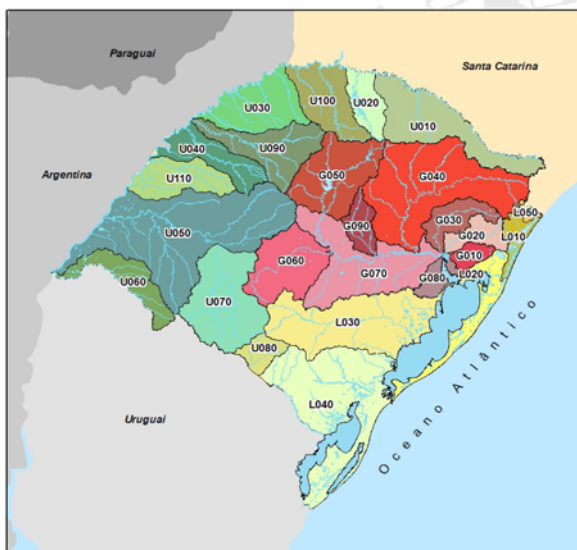 Paraguai
Santa Catarina
Argentina
U030
U100
U020
U010
U040
U090
G050
G040
U110
G030
L050
G020
L010
G090
U050
G010
G060
G070
G080
L020
U060
U070
L030
U080
L040
Uruguai
Oceano Atlântico